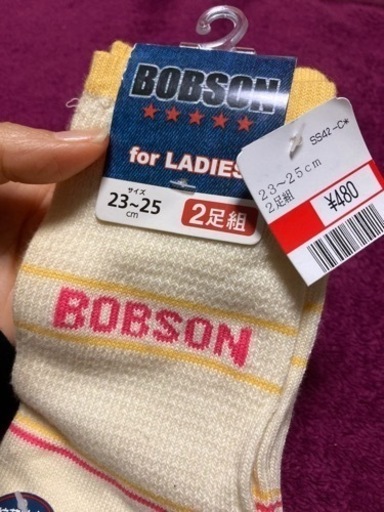 BOBSON
★★★★★
for LADIES
サイズ
23~25
cm
2足組
SS42-C*
23~25cm
2足組
¥480
BOBSON